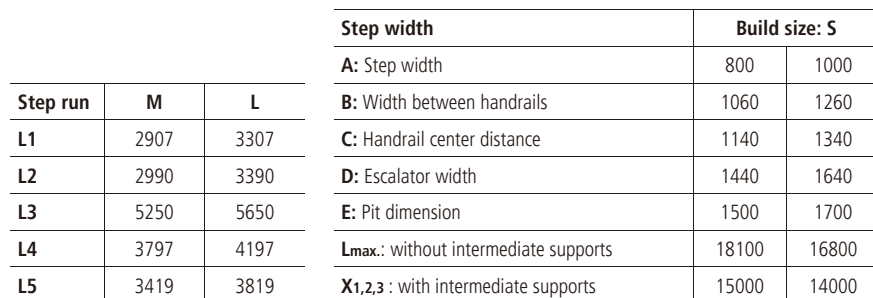 Step run M L
L1 2907 3307
L2 2990 3390
L3 5250 5650
L4 3797 4197
L5 3419 3819
Step width Build size: S
A: Step width 800 1000
B: Width between handrails 1060 1260
C: Handrail center distance 1140 1340
D: Escalator width 1440 1640
E: Pit dimension 1500 1700
Lmax.: without intermediate supports 18100 16800
X1,2,3 : with intermediate supports 15000 14000